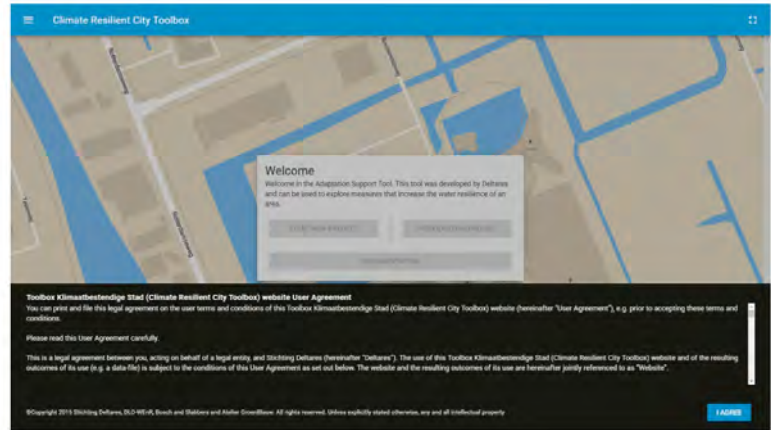 Climate Resilient City Toolbox
Welcome
Welcome in the Adaptation Support Tool. This tool was developed by Deltares
and can be used to explore measures that increase the water resilience of an
area.
Toolbox Klimaatbestendige Stad (Climate Resilient City Toolbox) website User Agreement
You can print and file this legal agreement on the user terms and conditions of this Toolbox Klimaatbestendige Stad (Climate Resilient City Toolbox) website (hereinafter "User Agreement"), e.g. prior to accepting these terms and
conditions.
Please read this User Agreement carefully.
This is a legal agreement between you, acting on behalf of a legal entity, and Stichting Deltares (hereinafter "Deltares"). The use of this Toolbox Klimaatbestendige Stad (Climate Resilient City Toolbox) website and of the resulting
outcomes of its use (e.g. a data-file) is subject to the conditions of this User Agreement as set out below. The website and the resulting outcomes of its use are hereinafter jointly referenced to as "Website".
©Copyright 2015 Stichting Deltares, DLO-WEnR, Bosch and Slabbers and Atelier GroenBlauw. All rights reserved. Unless explicitly stated otherwise, any and all intellectual property
I AGREE